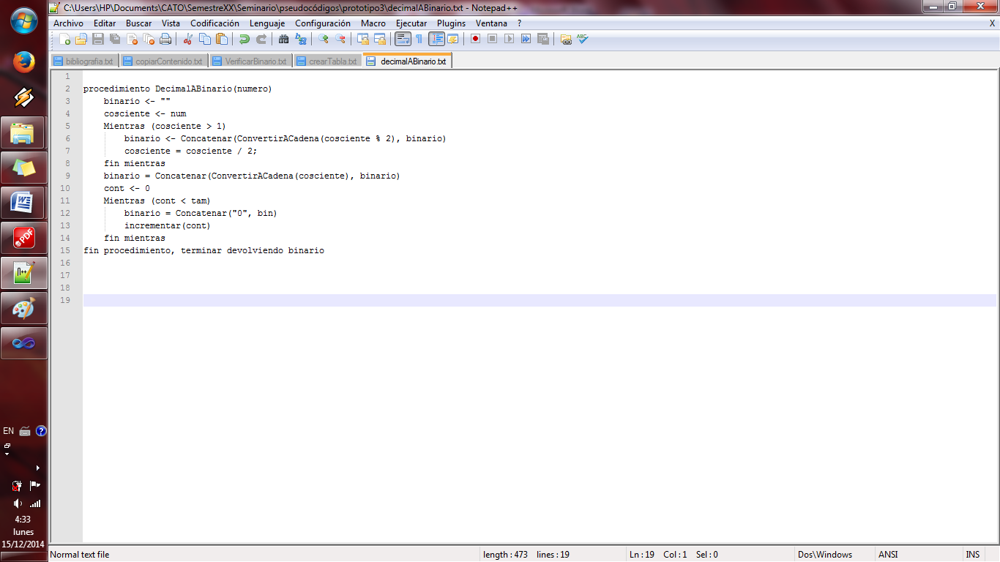 C:\Users\HP\Documents\CATO\SemestreXX\Seminario\pseudocódigos\prototipo3\decimalABinario.txt - Notepad++
Archivo Editar Buscar Vista Codificación Lenguaje Configuración Macro Ejecutar Plugins Ventana ? X
bibliografia.txt copiarContenido.txt VerificarBinario.txt crearTabla.txt decimalABinario.txt
1
2 procedimiento DecimalABinario(numero)
3 binario <- ""
4 cosciente <- num
5 Mientras (cosciente > 1)
6 binario <- Concatenar(ConvertirACadena(cosciente % 2), binario)
7 cosciente = cosciente / 2;
8 fin mientras
9 binario = Concatenar(ConvertirACadena(cosciente), binario)
10 cont <- 0
11 Mientras (cont < tam)
12 binario = Concatenar("0", bin)
13 incrementar(cont)
14 fin mientras
15 fin procedimiento, terminar devolviendo binario
16
17
18
19
EN
4:33
lunes
15/12/2014
Normal text file length : 473 lines : 19 Ln : 19 Col : 1 Sel : 0 Dos\Windows ANSI INS